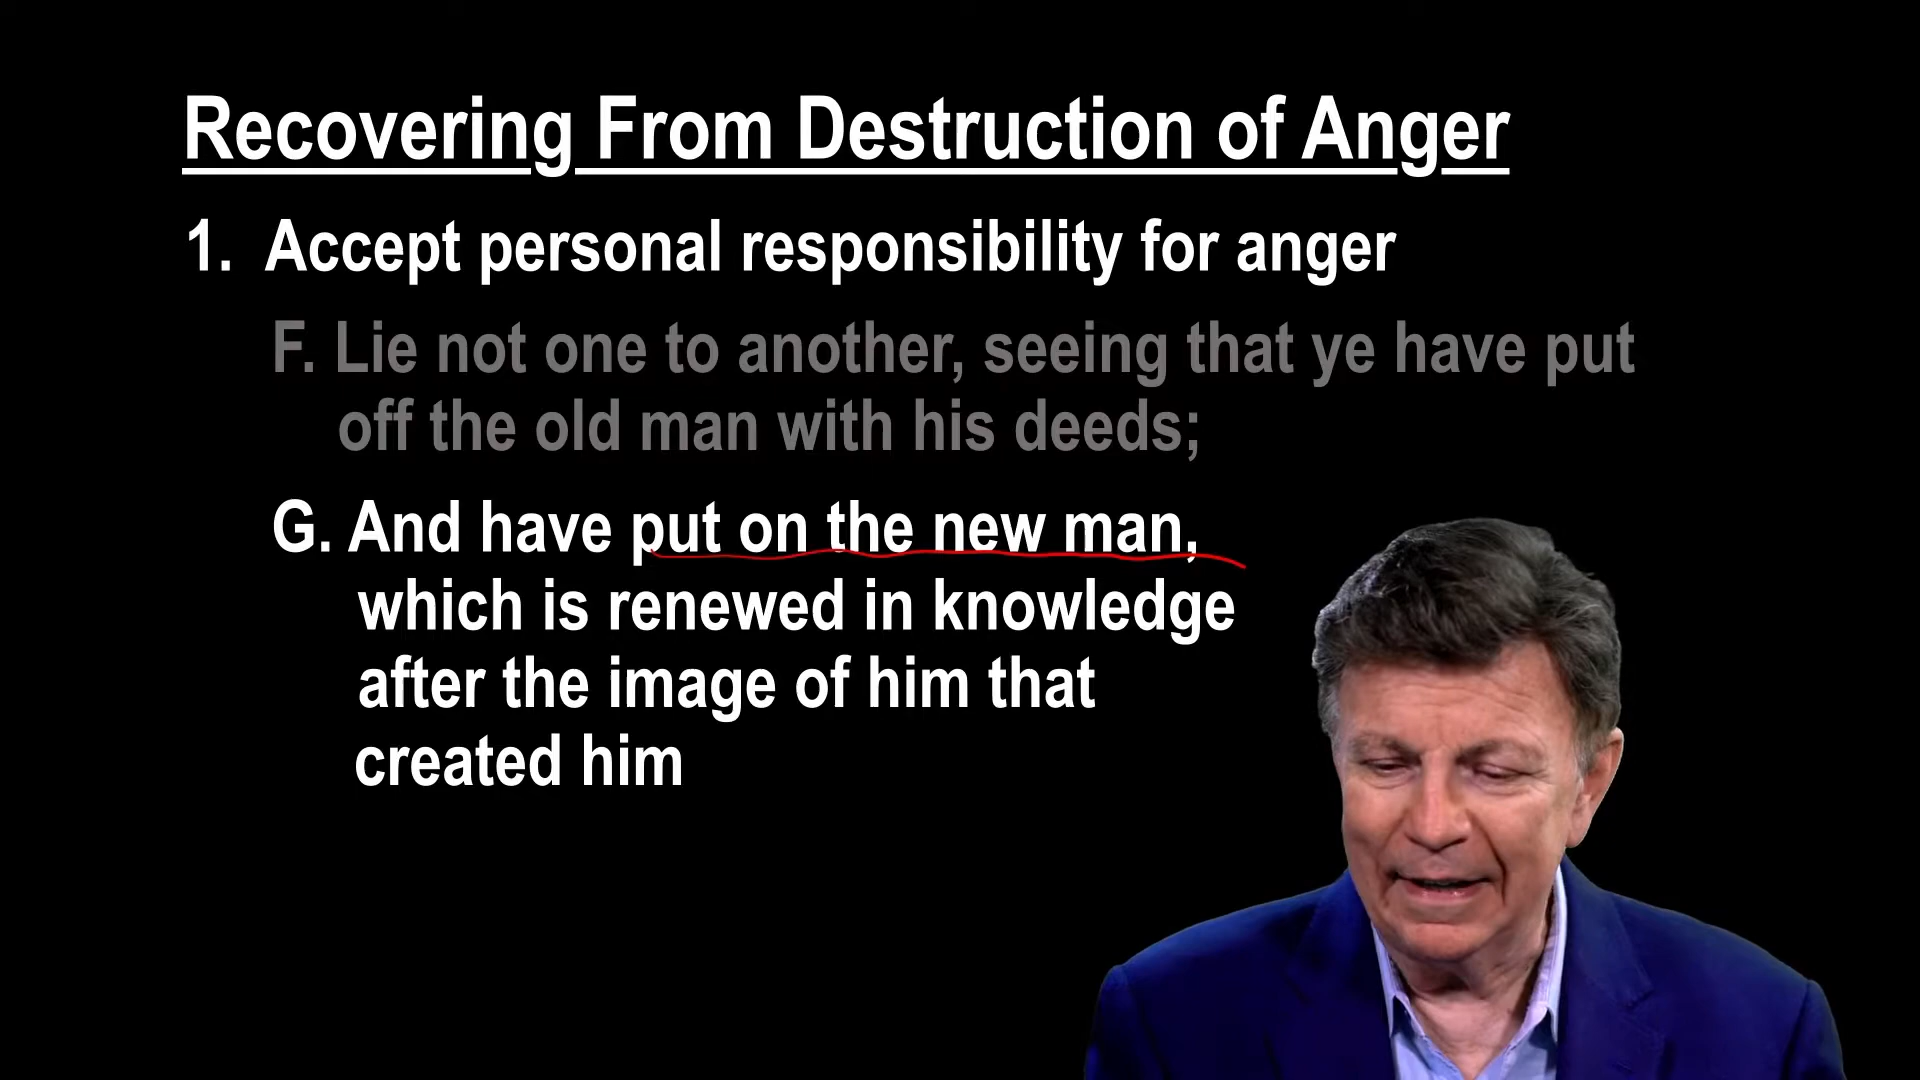 Recovering From Destruction of Anger
1. Accept personal responsibility for anger
F. Lie not one to another, seeing that ye have put
off the old man with his deeds;
G. And have put on the new man,
which is renewed in knowledge
after the image of him that
created him